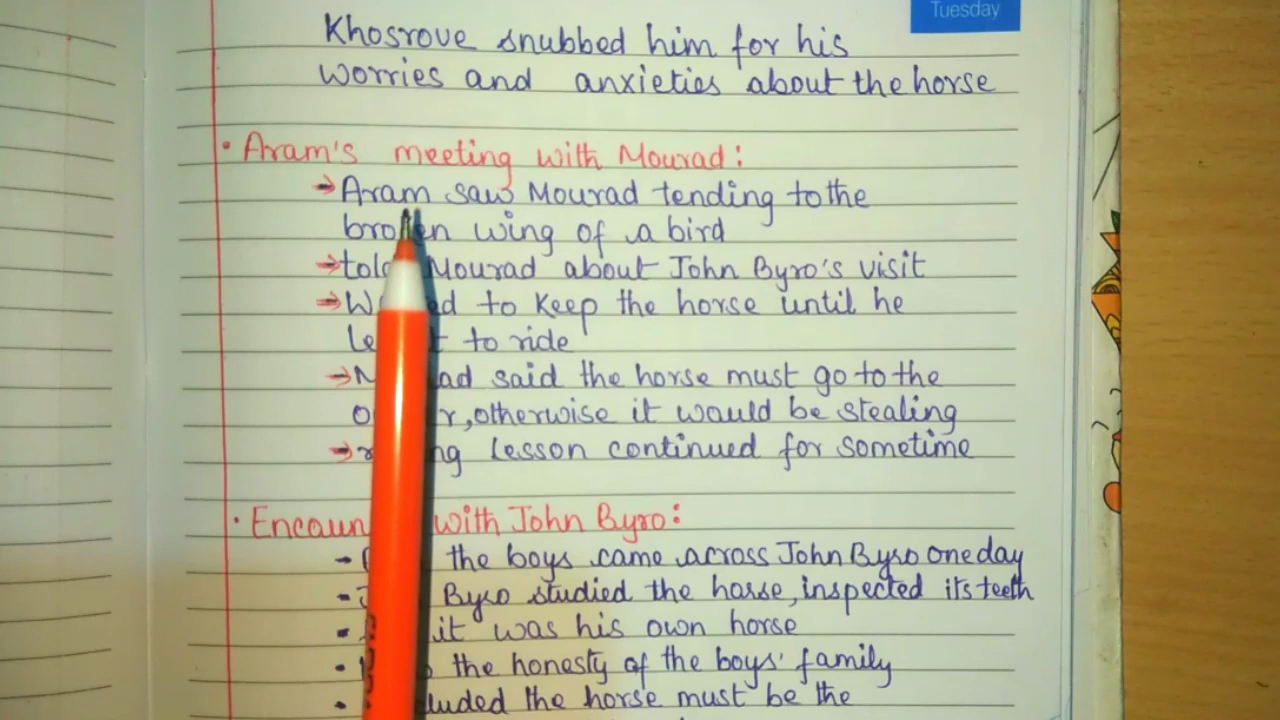 Tuesday
Khosrove snubbed him for his
worries and anxieties about the horse
• Aram's meeting with Mourad:
→ Aram saw Mourad tending to the
broken wing of a bird
→ told Mourad about John Byro's visit
→ to keep the horse until he
to ride
→ said the horse must go to the
, otherwise it would be stealing
→ lesson continued for sometime
• with John Byro:
- the boys came across John Byro one day
- Byro studied the horse, inspected its teeth
- it was his own horse
• the honesty of the boys' family
• the horse must be the